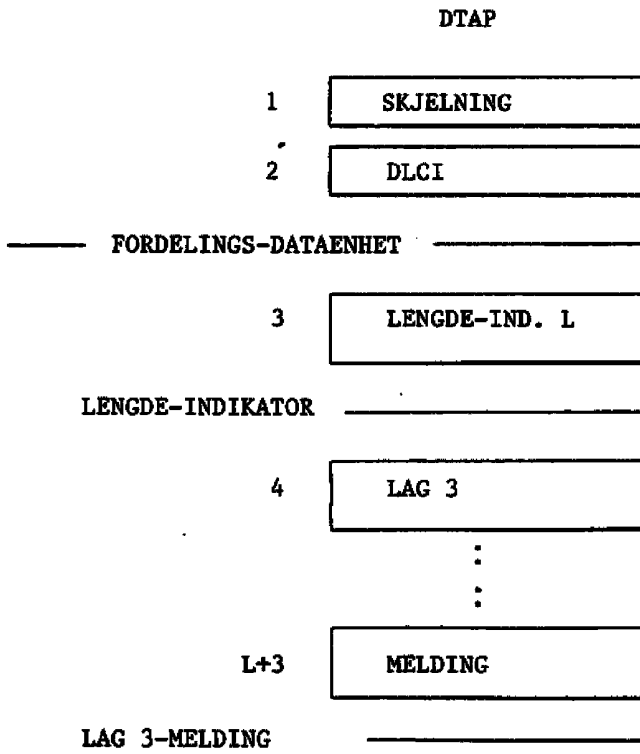 DTAP
1 SKJELNING
2 DLCI
FORDELINGS-DATAENHET
3 LENGDE-IND. L
LENGDE-INDIKATOR
4 LAG 3
L+3 MELDING
LAG 3-MELDING